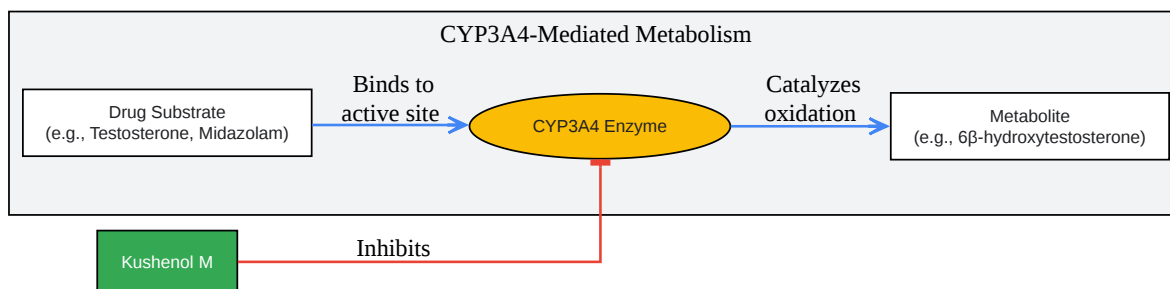 CYP3A4-Mediated Metabolism
Drug Substrate
(e.g., Testosterone, Midazolam)
Binds to
active site
CYP3A4 Enzyme
Catalyzes
oxidation
Metabolite
(e.g., 6β-hydroxytestosterone)
Kushenol M
Inhibits